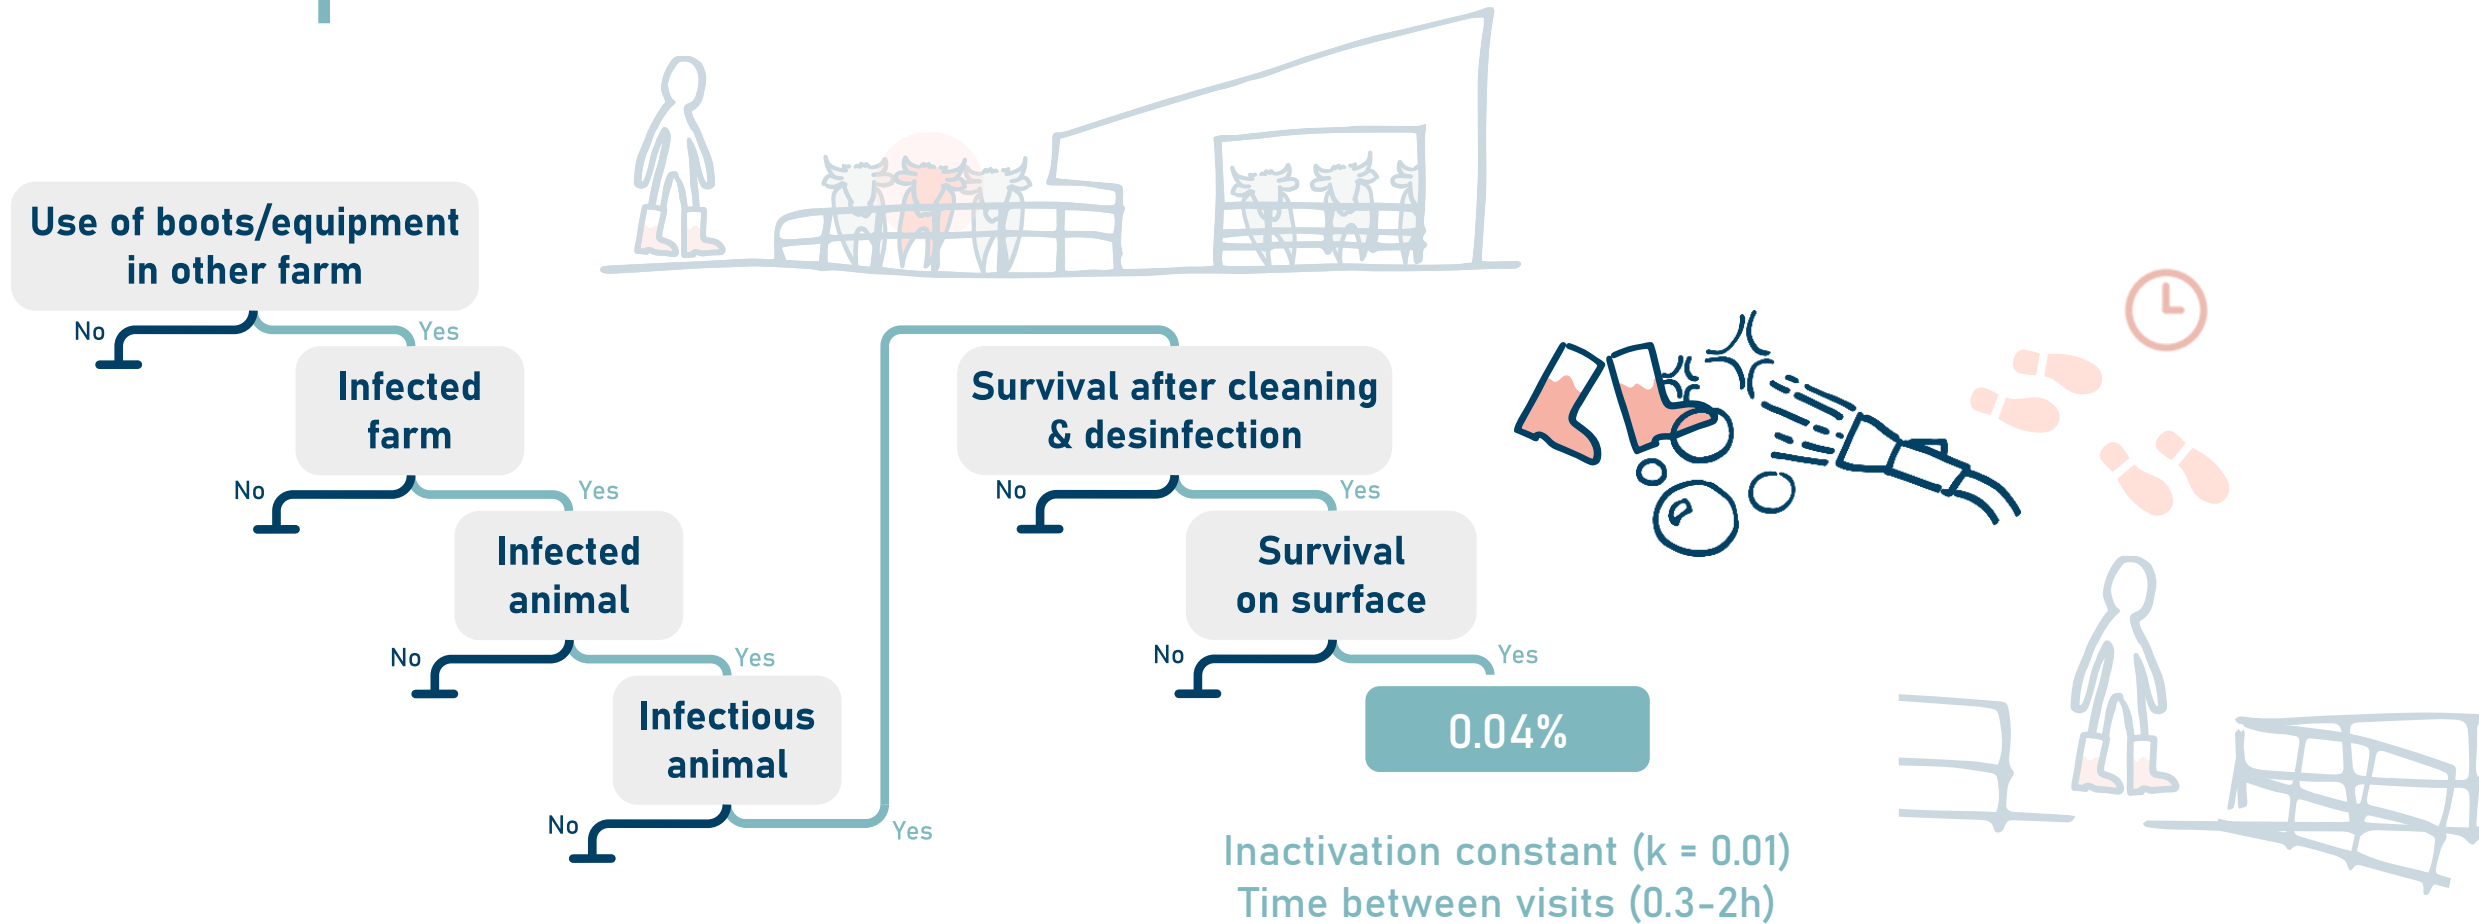 Use of boots/equipment
in other farm
No
Yes
Infected
farm
No
Yes
Infected
animal
No
Yes
Infectious
animal
No
Yes
Survival after cleaning
& desinfection
No
Yes
Survival
on surface
No
Yes
0.04%
Inactivation constant (k = 0.01)
Time between visits (0.3-2h)